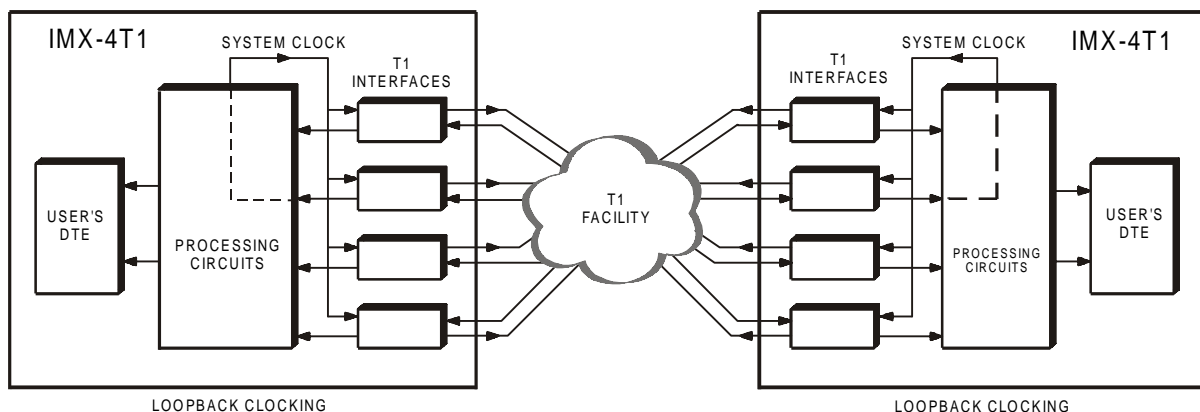 IMX-4T1
SYSTEM CLOCK
T1
INTERFACES
USER'S
DTE
PROCESSING
CIRCUITS
LOOPBACK CLOCKING
T1
FACILITY
IMX-4T1
SYSTEM CLOCK
T1
INTERFACES
PROCESSING
CIRCUITS
USER'S
DTE
LOOPBACK CLOCKING